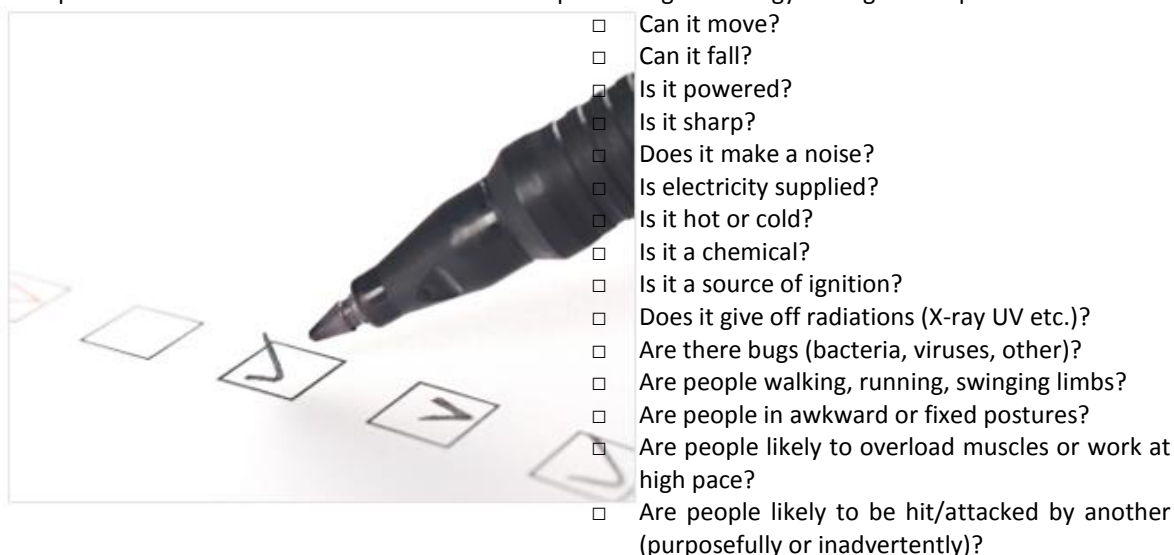 □ Can it move?
□ Can it fall?
□ Is it powered?
□ Is it sharp?
□ Does it make a noise?
□ Is electricity supplied?
□ Is it hot or cold?
□ Is it a chemical?
□ Is it a source of ignition?
□ Does it give off radiations (X-ray UV etc.)?
□ Are there bugs (bacteria, viruses, other)?
□ Are people walking, running, swinging limbs?
□ Are people in awkward or fixed postures?
□ Are people likely to overload muscles or work at
high pace?
□ Are people likely to be hit/attacked by another
(purposefully or inadvertently)?